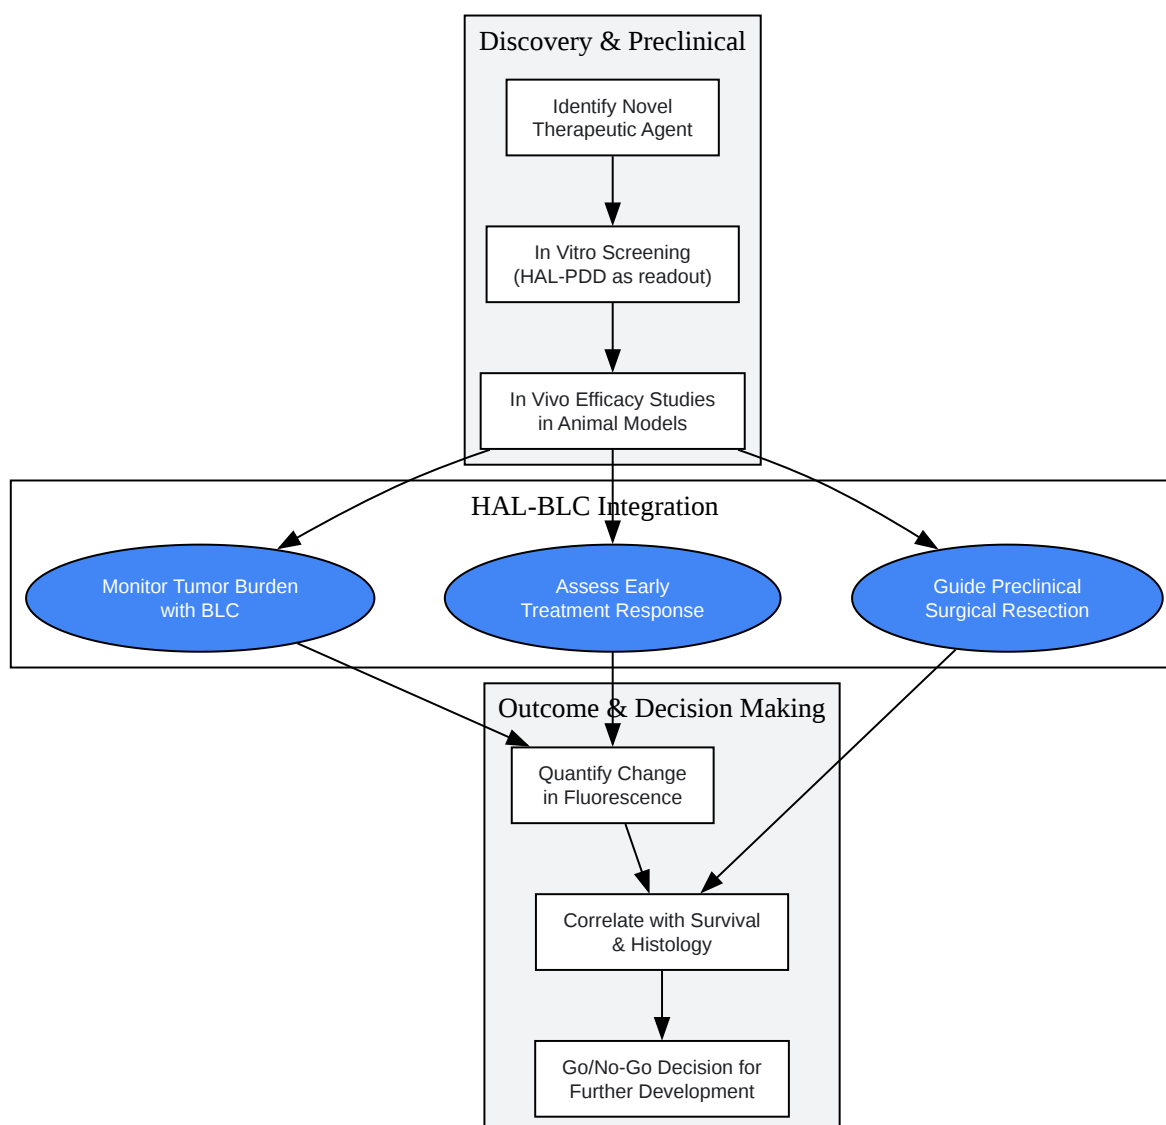 Discovery & Preclinical
Identify Novel
Therapeutic Agent
In Vitro Screening
(HAL-PDD as readout)
In Vivo Efficacy Studies
in Animal Models
HAL-BLC Integration
Monitor Tumor Burden
with BLC
Assess Early
Treatment Response
Guide Preclinical
Surgical Resection
Outcome & Decision Making
Quantify Change
in Fluorescence
Correlate with Survival
& Histology
Go/No-Go Decision for
Further Development